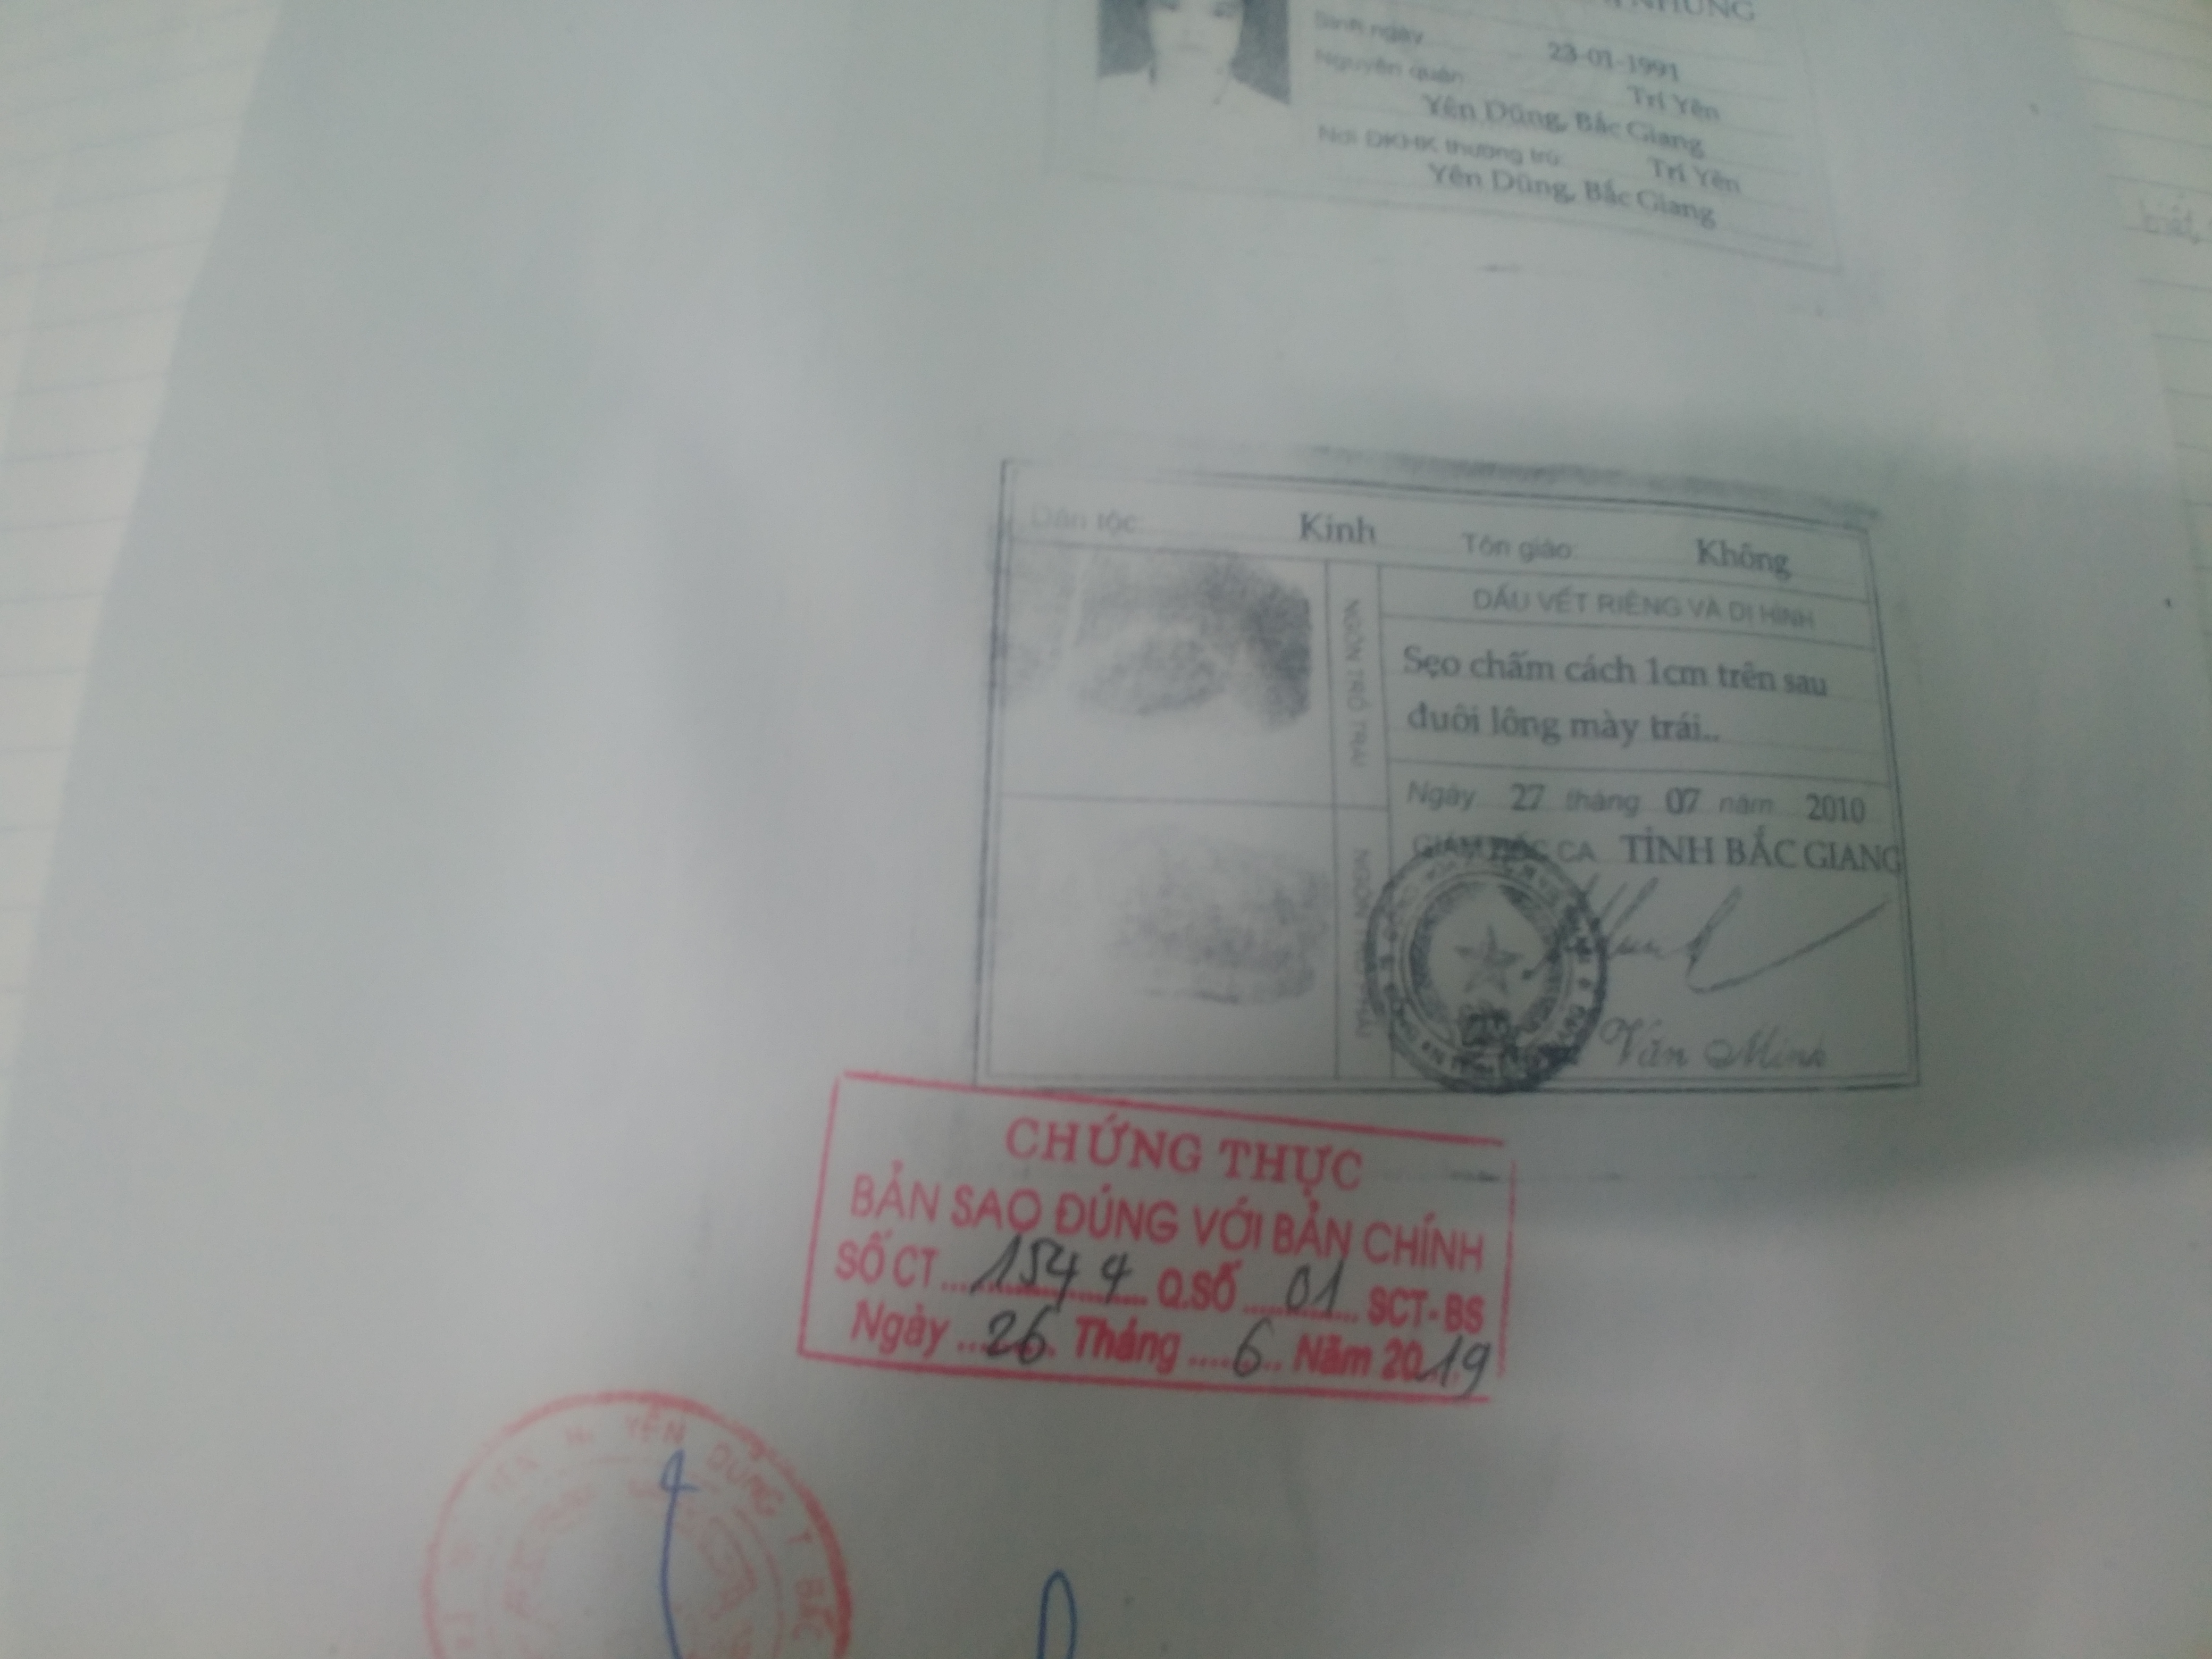 NHUNG
Sinh ngày 23-01-1991
Nguyên quán Trí Yên
Yên Dũng, Bắc Giang
Nơi ĐKHK thường trú: Trí Yên
Yên Dũng, Bắc Giang
Dân tộc: Kinh Tôn giáo: Không
NGÓN TRỎ TRÁI
DẤU VẾT RIÊNG VÀ DỊ HÌNH
Sẹo chấm cách 1cm trên sau
đuôi lông mày trái..
Ngày 27 tháng 07 năm 2010
GIÁM ĐỐC CA TỈNH BẮC GIANG
NGÓN TRỎ PHẢI
Văn Minh
CHỨNG THỰC
BẢN SAO ĐÚNG VỚI BẢN CHÍNH
SỐ CT 1544 Q.SỐ 01 SCT-BS
Ngày 26 Tháng 6 Năm 2019
H. YÊN DŨNG T. BẮC